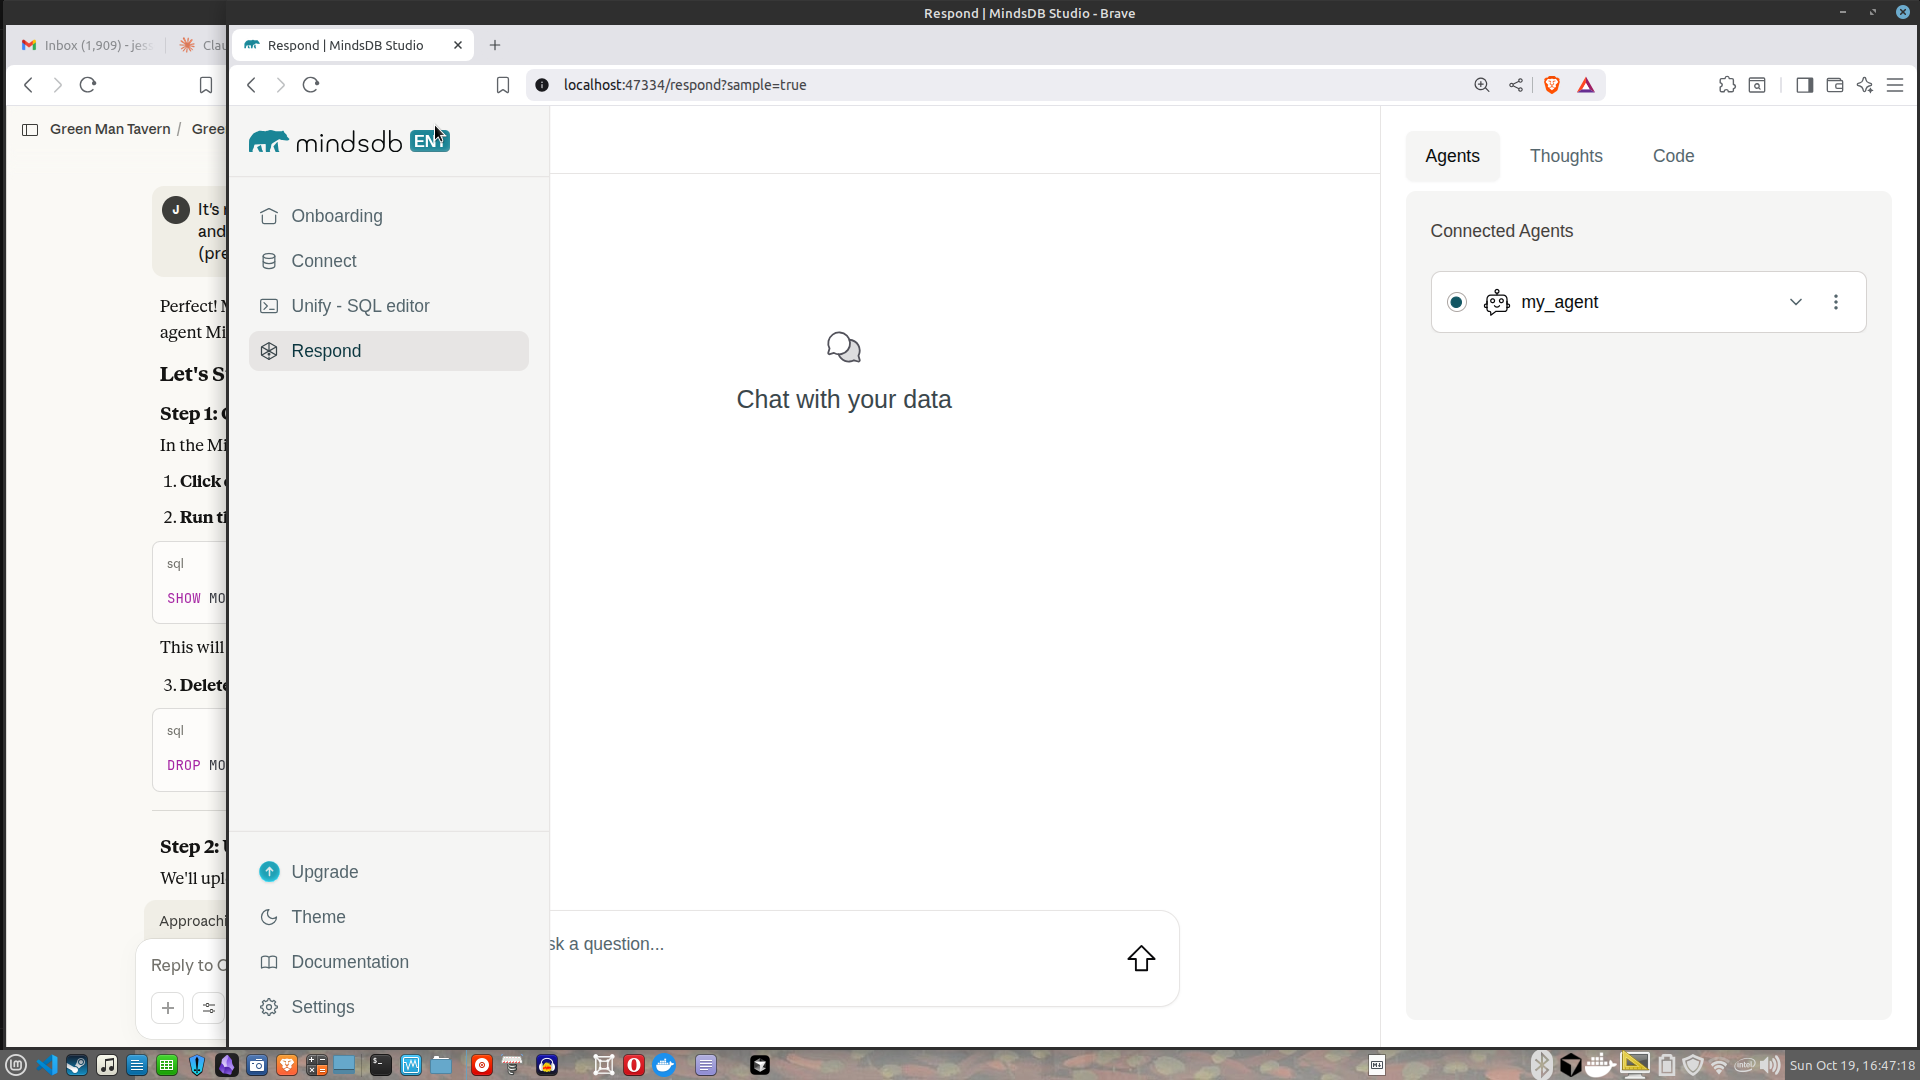 Respond | MindsDB Studio - Brave
Inbox (1,909) - jess
Clau
Respond | MindsDB Studio
localhost:47334/respond?sample=true
Green Man Tavern /
Gree
J
It's
and
(pre
Perfect!
agent Mi
Let's S
Step 1:
In the Mi
1. Click
2. Run ti
sql
SHOW MO
This will
3. Delete
sql
DROP MO
Step 2:
We'll upl
Approachi
Reply to C
mindsdb
Onboarding
Connect
Unify - SQL editor
Respond
Upgrade
Theme
Documentation
Settings
Chat with your data
sk a question...
Agents
Thoughts
Code
Connected Agents
my_agent
Sun Oct 19, 16:47:18